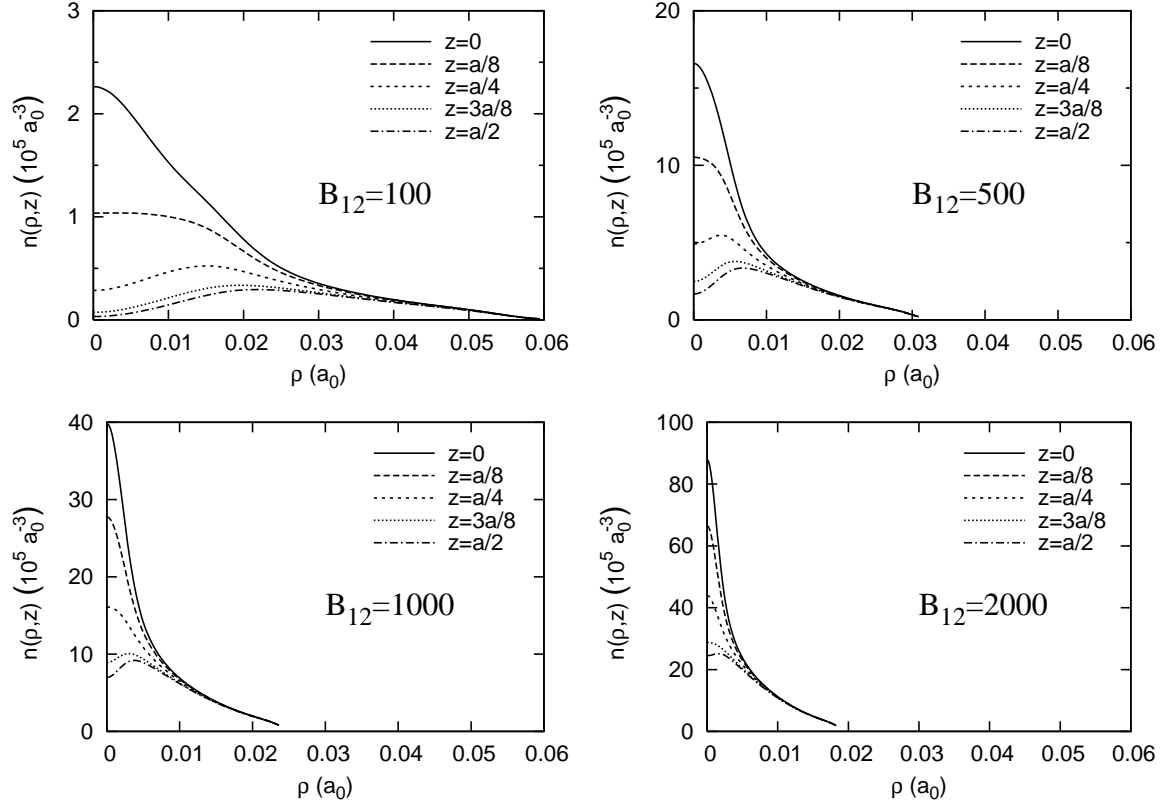 3
2
1
0
n(ρ,z) (10^5 a_0^-3)
z=0
z=a/8
z=a/4
z=3a/8
z=a/2
B_12=100
0 0.01 0.02 0.03 0.04 0.05 0.06
ρ (a_0)
20
15
10
5
0
n(ρ,z) (10^5 a_0^-3)
z=0
z=a/8
z=a/4
z=3a/8
z=a/2
B_12=500
0 0.01 0.02 0.03 0.04 0.05 0.06
ρ (a_0)
40
30
20
10
0
n(ρ,z) (10^5 a_0^-3)
z=0
z=a/8
z=a/4
z=3a/8
z=a/2
B_12=1000
0 0.01 0.02 0.03 0.04 0.05 0.06
ρ (a_0)
100
80
60
40
20
0
n(ρ,z) (10^5 a_0^-3)
z=0
z=a/8
z=a/4
z=3a/8
z=a/2
B_12=2000
0 0.01 0.02 0.03 0.04 0.05 0.06
ρ (a_0)